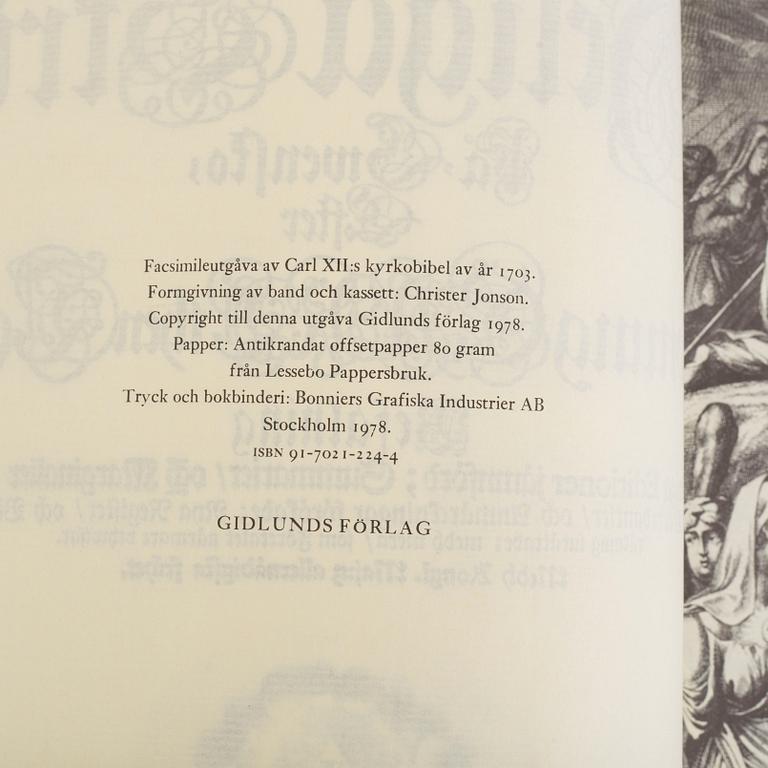 Facsimileutgåva av Carl XII:s kyrkobibel av år 1703.
Formgivning av band och kassett: Christer Jonson.
Copyright till denna utgåva Gidlunds förlag 1978.
Papper: Antikrandat offsetpapper 80 gram
från Lessebo Pappersbruk.
Tryck och bokbinderi: Bonniers Grafiska Industrier AB
Stockholm 1978.
ISBN 91-7021-224-4
GIDLUNDS FÖRLAG